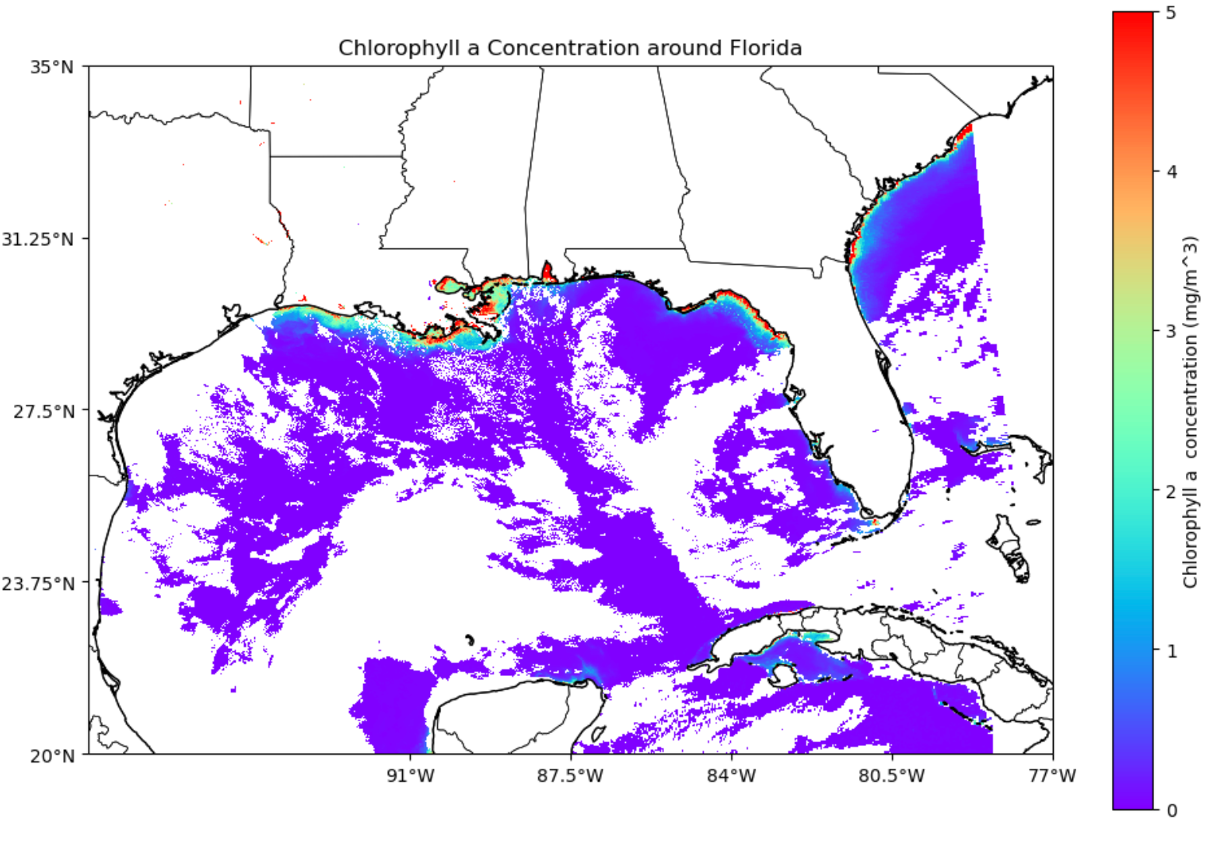 Chlorophyll a Concentration around Florida
35°N
31.25°N
27.5°N
23.75°N
20°N
91°W
87.5°W
84°W
80.5°W
77°W
5
4
3
2
1
0
Chlorophyll a  concentration (mg/m^3)